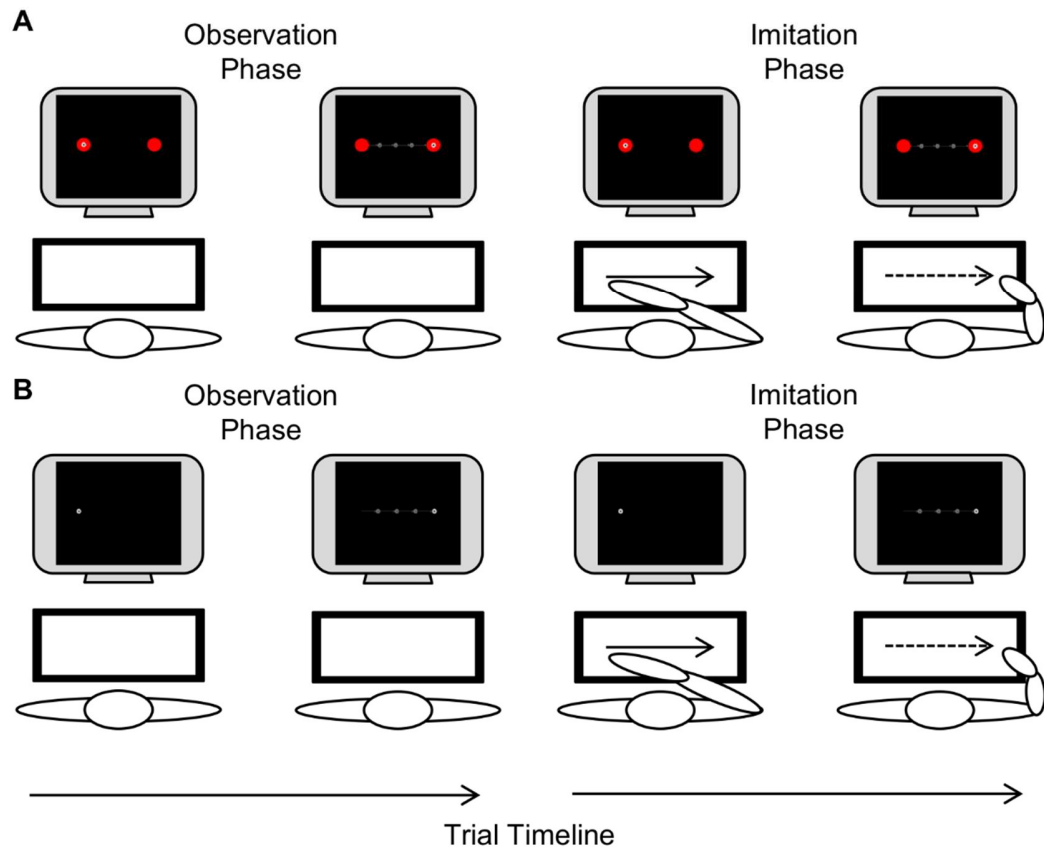 A
Observation
Phase
Imitation
Phase
B
Observation
Phase
Imitation
Phase
Trial Timeline